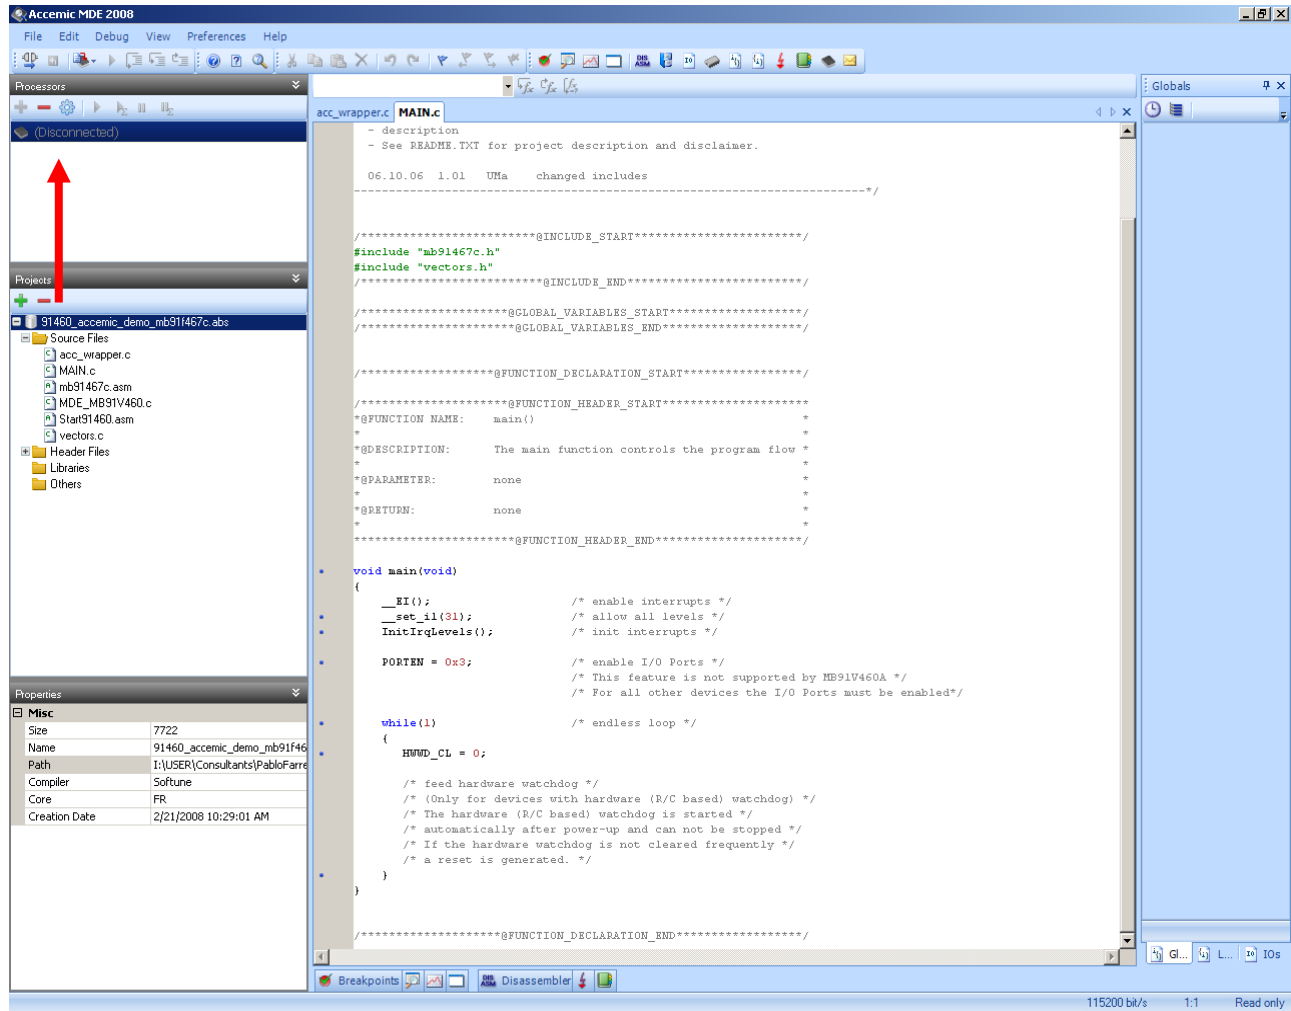 Accemic MDE 2008
File Edit Debug View Preferences Help
Processors
(Disconnected)
Projects
91460_accemic_demo_mb91f467c.abs
Source Files
acc_wrapper.c
MAIN.c
mb91467c.asm
MDE_MB91V460.c
Start91460.asm
vectors.c
Header Files
Libraries
Others
Properties
Misc
Size 7722
Name 91460_accemic_demo_mb91f46
Path I:\USER\Consultants\PabloFarre
Compiler Softune
Core FR
Creation Date 2/21/2008 10:29:01 AM
acc_wrapper.c MAIN.c
- description
- See README.TXT for project description and disclaimer.
06.10.06 1.01 UMa changed includes
-------------------------------------------------------------------------*/
/*************************@INCLUDE_START************************/
#include "mb91467c.h"
#include "vectors.h"
/**************************@INCLUDE_END*************************/
/*********************@GLOBAL_VARIABLES_START*******************/
/**********************@GLOBAL_VARIABLES_END********************/
/*******************@FUNCTION_DECLARATION_START*****************/
/*********************@FUNCTION_HEADER_START********************
*@FUNCTION NAME: main() *
* *
*@DESCRIPTION: The main function controls the program flow *
* *
*@PARAMETER: none *
* *
*@RETURN: none *
* *
***********************@FUNCTION_HEADER_END*********************/
void main(void)
{
__EI(); /* enable interrupts */
__set_il(31); /* allow all levels */
InitIrqLevels(); /* init interrupts */
PORTEN = 0x3; /* enable I/O Ports */
/* This feature is not supported by MB91V460A */
/* For all other devices the I/O Ports must be enabled*/
while(1) /* endless loop */
{
HWWD_CL = 0;
/* feed hardware watchdog */
/* (Only for devices with hardware (R/C based) watchdog) */
/* The hardware (R/C based) watchdog is started */
/* automatically after power-up and can not be stopped */
/* If the hardware watchdog is not cleared frequently */
/* a reset is generated. */
}
}
/********************@FUNCTION_DECLARATION_END******************/
Breakpoints Disassembler
Globals
Gl... L... IOs
115200 bit/s 1:1 Read only